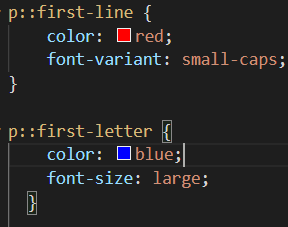 p::first-line {
    color: red;
    font-variant: small-caps;
}
p::first-letter {
    color: blue;
    font-size: large;
  }